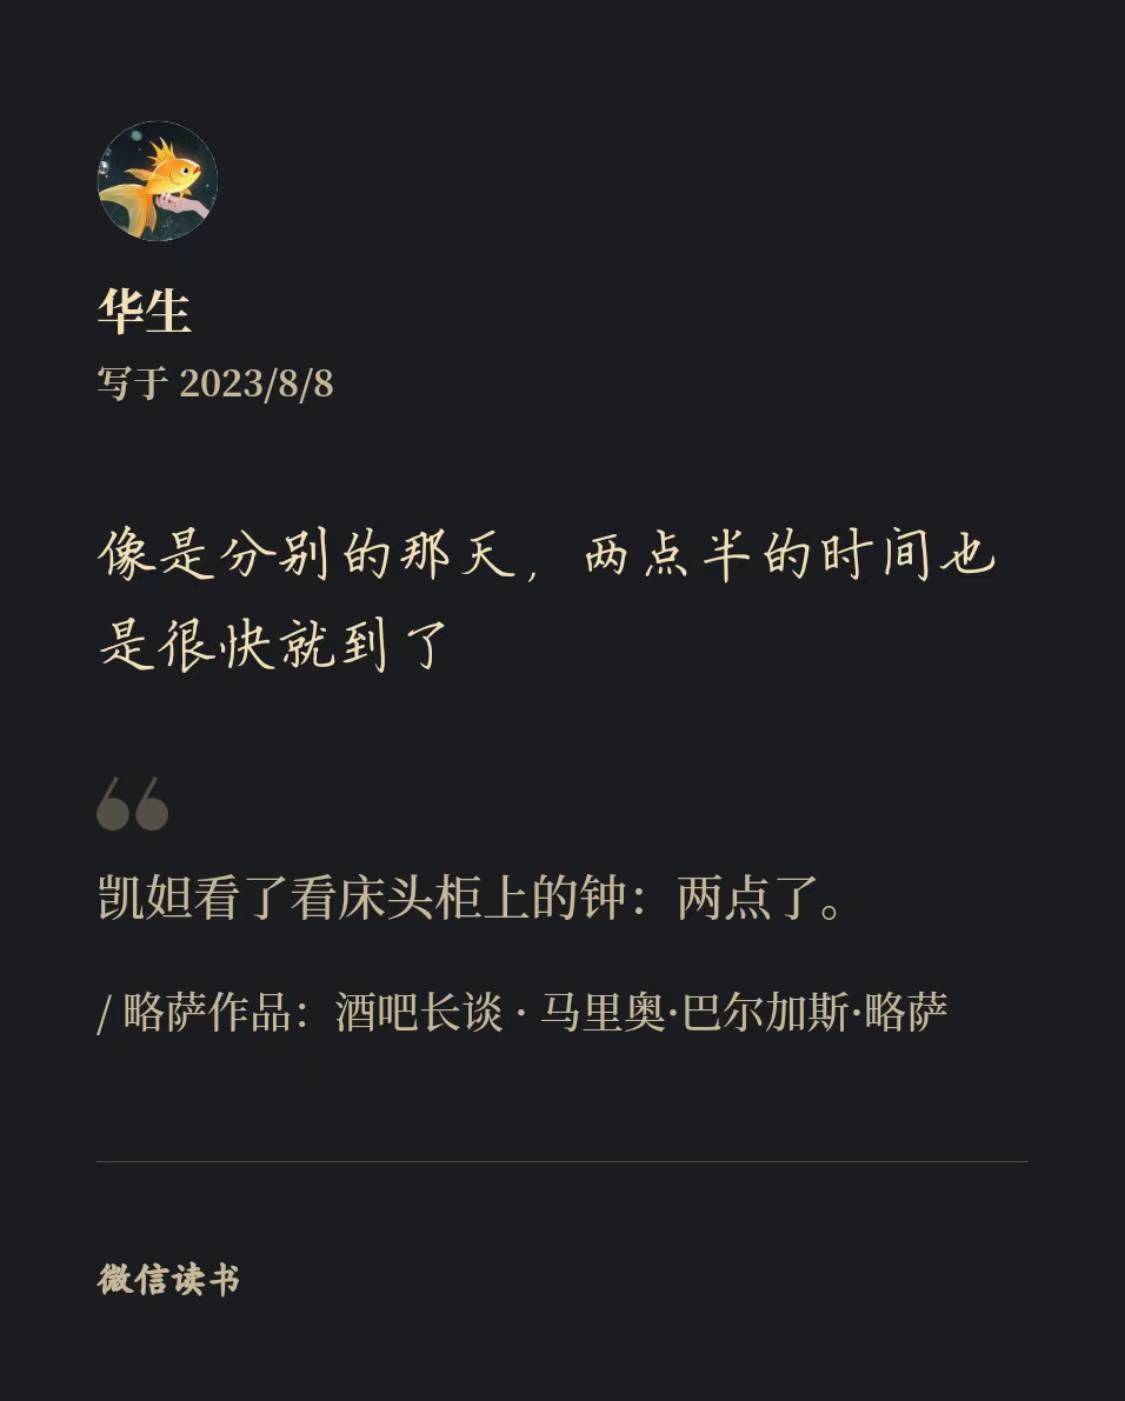 华生
写于 2023/8/8
像是分别的那天，两点半的时间也
是很快就到了
“
凯妲看了看床头柜上的钟：两点了。
/ 略萨作品：酒吧长谈 · 马里奥·巴尔加斯·略萨
微信读书